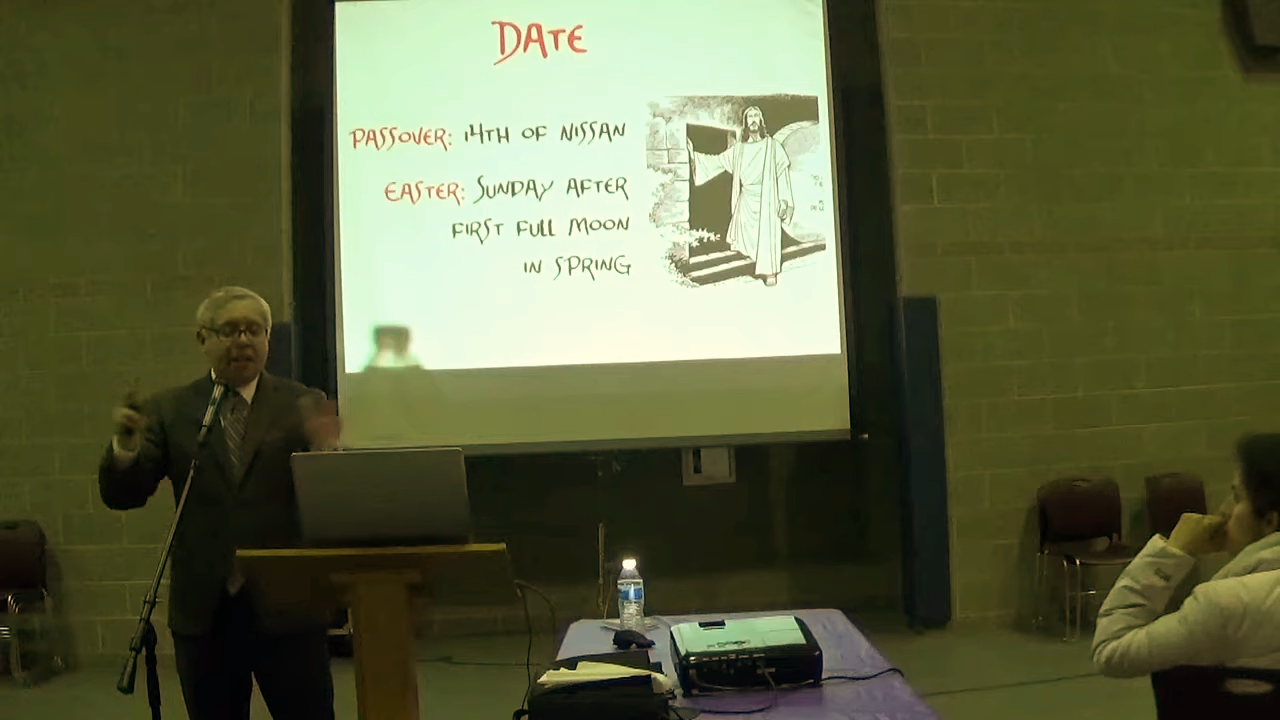 DATE
PASSOVER: 14TH OF NISSAN
EASTER: SUNDAY AFTER
FIRST FULL MOON
IN SPRING